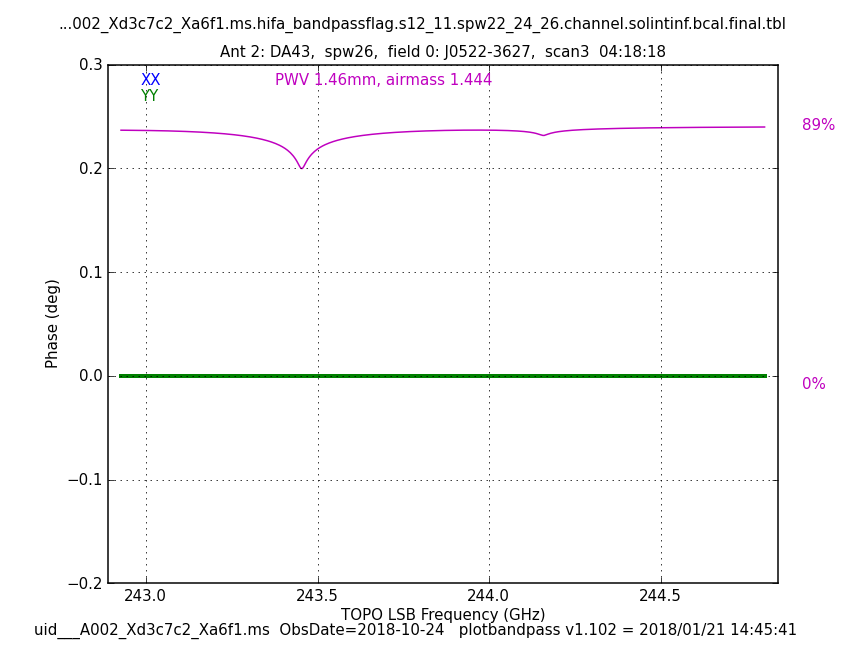 ...002_Xd3c7c2_Xa6f1.ms.hifa_bandpassflag.s12_11.spw22_24_26.channel.solintinf.bcal.final.tbl
Ant 2: DA43,  spw26,  field 0: J0522-3627,  scan3  04:18:18
XX
YY
PWV 1.46mm, airmass 1.444
89%
0%
Phase (deg)
0.3
0.2
0.1
0.0
−0.1
−0.2
243.0
243.5
244.0
244.5
TOPO LSB Frequency (GHz)
uid___A002_Xd3c7c2_Xa6f1.ms  ObsDate=2018-10-24   plotbandpass v1.102 = 2018/01/21 14:45:41